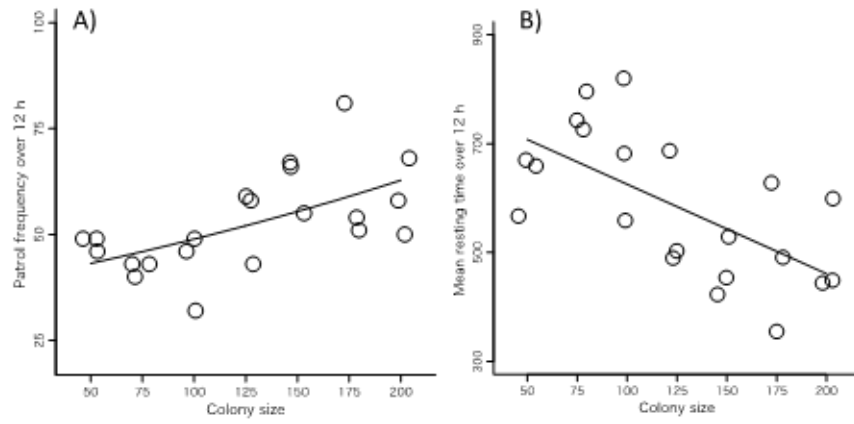 A)
Patrol frequency over 12 h
100
75
50
25
50 75 100 125 150 175 200
Colony size
B)
Mean resting time over 12 h
900
700
500
300
50 75 100 125 150 175 200
Colony size